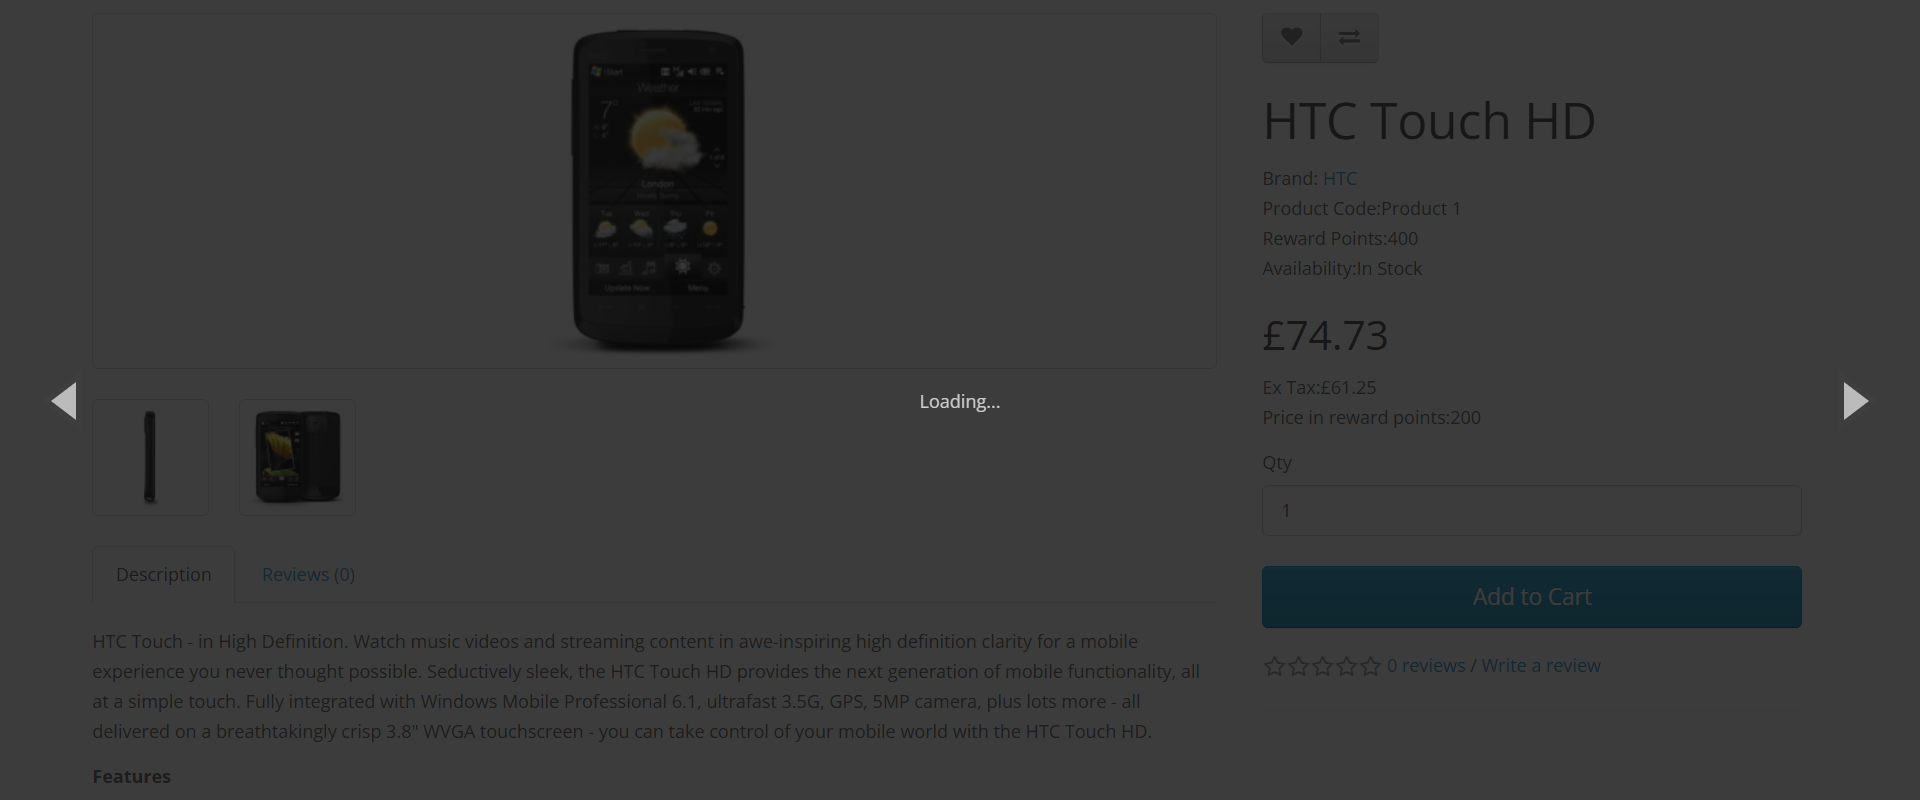 Start
Weather
London
Update Now
Menu
HTC Touch HD
Brand: HTC
Product Code:Product 1
Reward Points:400
Availability:In Stock
£74.73
Ex Tax:£61.25
Price in reward points:200
Loading...
Qty
1
Add to Cart
0 reviews / Write a review
Description
Reviews (0)
HTC Touch - in High Definition. Watch music videos and streaming content in awe-inspiring high definition clarity for a mobile
experience you never thought possible. Seductively sleek, the HTC Touch HD provides the next generation of mobile functionality, all
at a simple touch. Fully integrated with Windows Mobile Professional 6.1, ultrafast 3.5G, GPS, 5MP camera, plus lots more - all
delivered on a breathtakingly crisp 3.8" WVGA touchscreen - you can take control of your mobile world with the HTC Touch HD.
Features